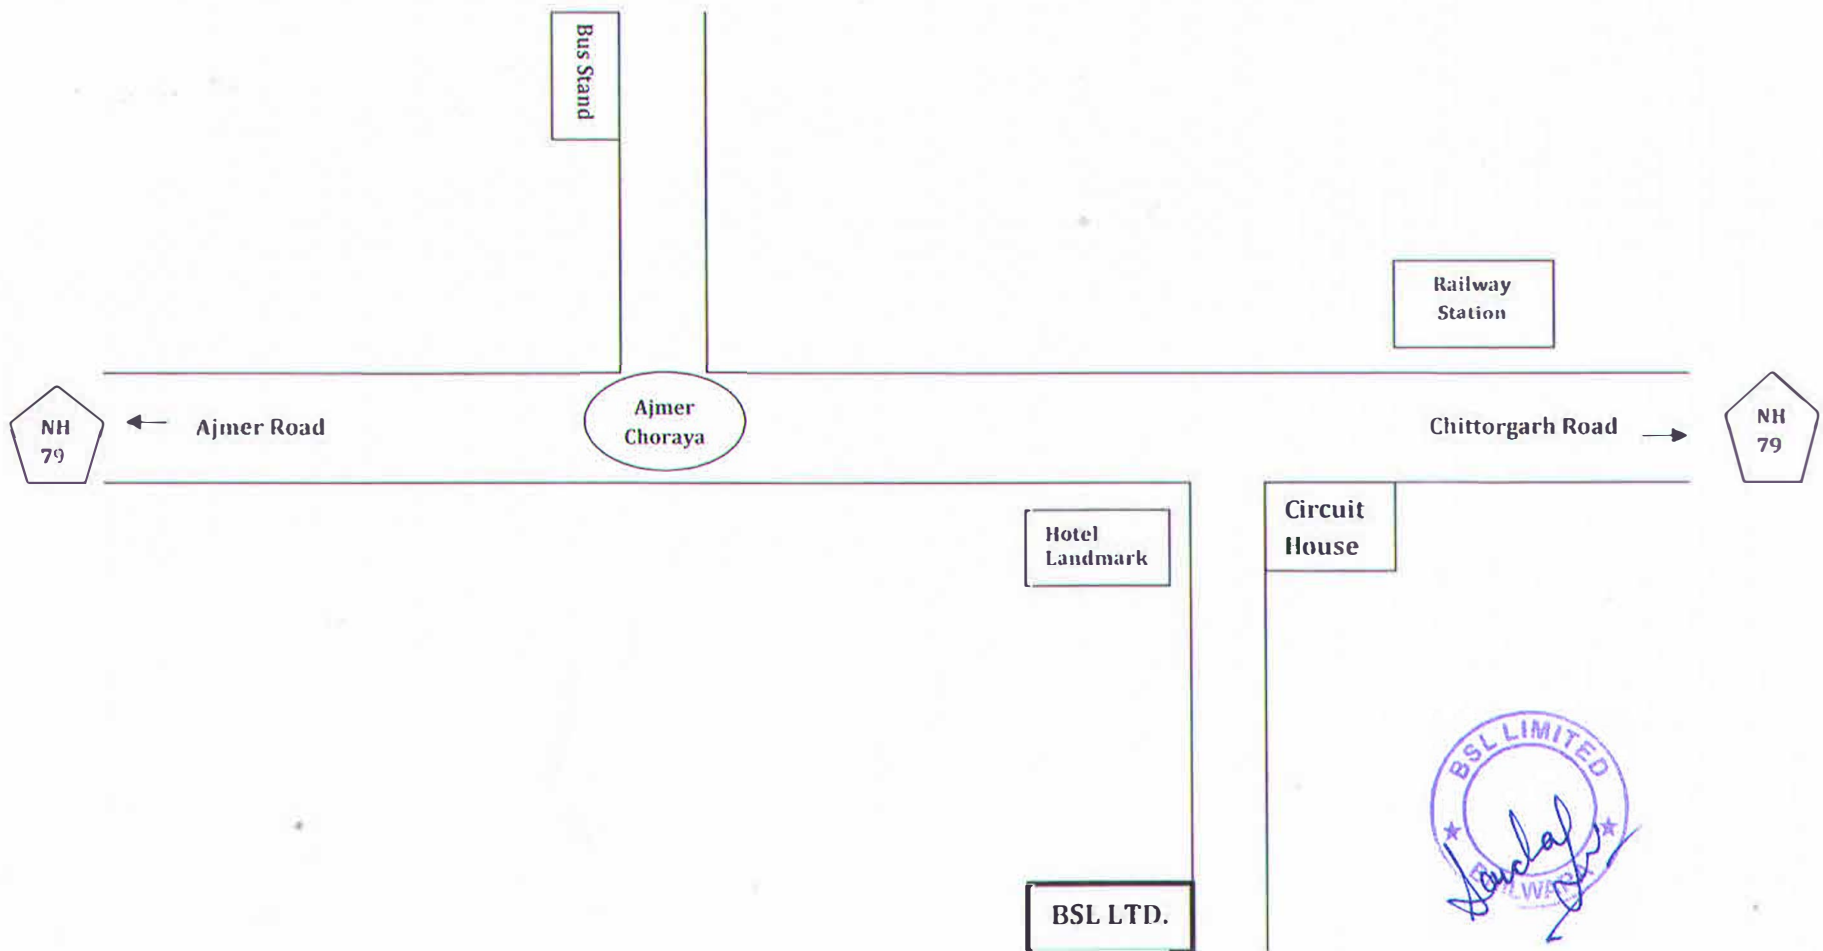 Bus Stand
Railway
Station
NH
79
Ajmer Road
Ajmer
Choraya
Chittorgarh Road
NH
79
Hotel
Landmark
Circuit
House
BSL LTD.
BSL LIMITED